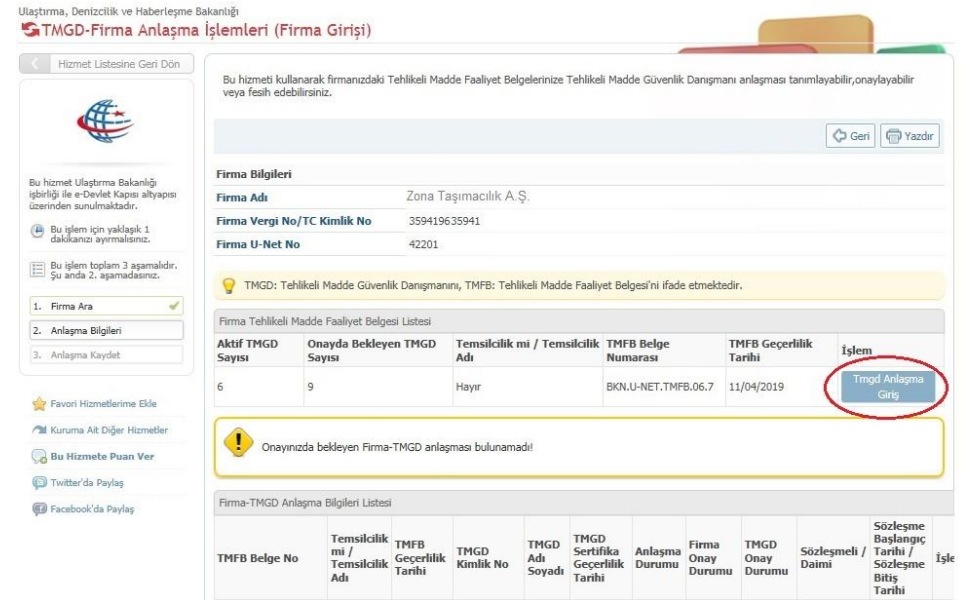 Ulaştırma, Denizcilik ve Haberleşme Bakanlığı
TMGD-Firma Anlaşma İşlemleri (Firma Girişi)
Hizmet Listesine Geri Dön
Bu hizmet Ulaştırma Bakanlığı
işbirliği ile e-Devlet Kapısı altyapısı
üzerinden sunulmaktadır.
Bu işlem için yaklaşık 1
dakikanızı ayırmalısınız.
Bu işlem toplam 3 aşamalıdır.
Şu anda 2. aşamadasınız.
1. Firma Ara
2. Anlaşma Bilgileri
3. Anlaşma Kaydet
Favori Hizmetlerime Ekle
Kuruma Ait Diğer Hizmetler
Bu Hizmete Puan Ver
Twitter'da Paylaş
Facebook'da Paylaş
Bu hizmeti kullanarak firmanızdaki Tehlikeli Madde Faaliyet Belgelerinize Tehlikeli Madde Güvenlik Danışmanı anlaşması tanımlayabilir,onaylayabilir
veya fesih edebilirsiniz.
Geri Yazdır
Firma Bilgileri
Firma Adı Zona Taşımacılık A.Ş.
Firma Vergi No/TC Kimlik No 359419635941
Firma U-Net No 42201
TMGD: Tehlikeli Madde Güvenlik Danışmanını, TMFB: Tehlikeli Madde Faaliyet Belgesi'ni ifade etmektedir.
Firma Tehlikeli Madde Faaliyet Belgesi Listesi
Aktif TMGD Sayısı Onayda Bekleyen TMGD Sayısı Temsilcilik mi / Temsilcilik Adı TMFB Belge Numarası TMFB Geçerlilik Tarihi İşlem
6 9 Hayır BKN.U-NET.TMFB.06.7 11/04/2019 Tmgd Anlaşma Giriş
Onayınızda bekleyen Firma-TMGD anlaşması bulunamadı!
Firma-TMGD Anlaşma Bilgileri Listesi
TMFB Belge No Temsilcilik mi / Temsilcilik Adı TMFB Geçerlilik Tarihi TMGD Kimlik No TMGD Adı Soyadı TMGD Sertifika Geçerlilik Tarihi Anlaşma Durumu Firma Onay Durumu TMGD Onay Durumu Sözleşmeli / Daimi Sözleşme Başlangıç Tarihi / Sözleşme Bitiş Tarihi İşle